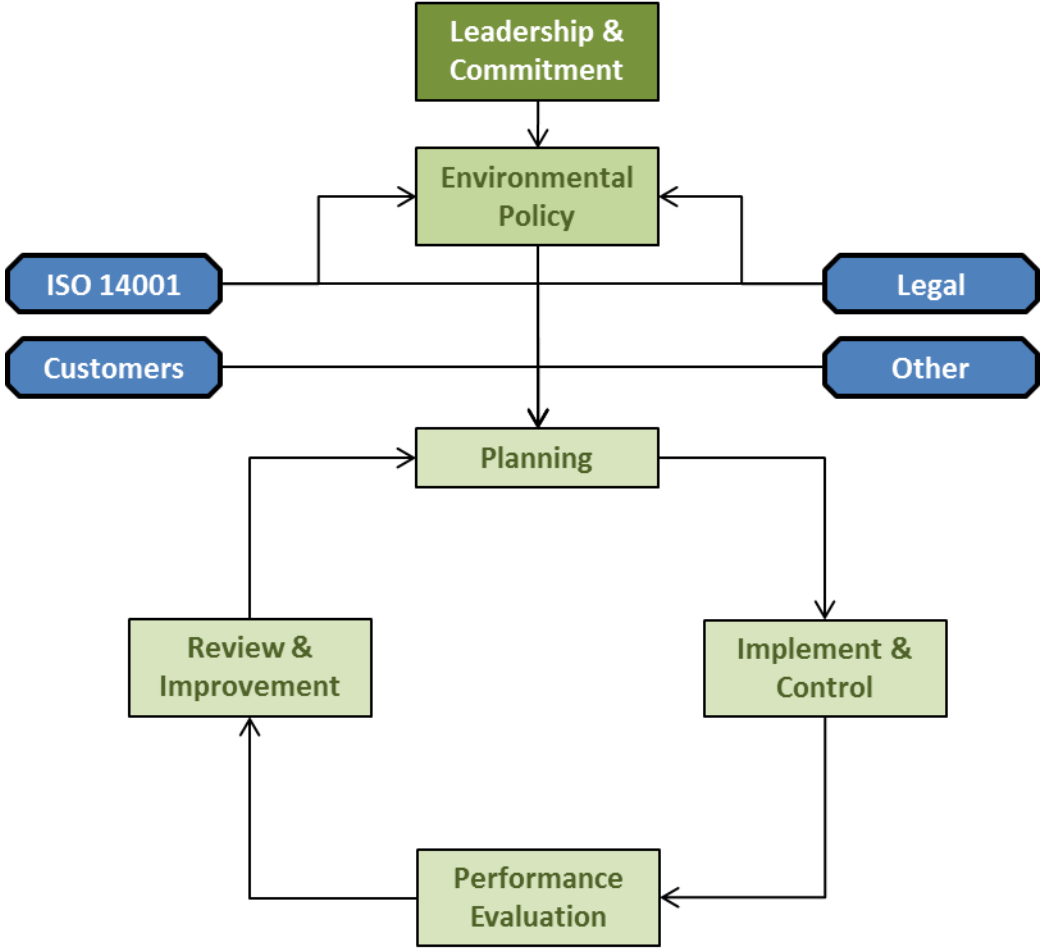 Leadership &
Commitment
Environmental
Policy
ISO 14001
Legal
Customers
Other
Planning
Review &
Improvement
Implement &
Control
Performance
Evaluation